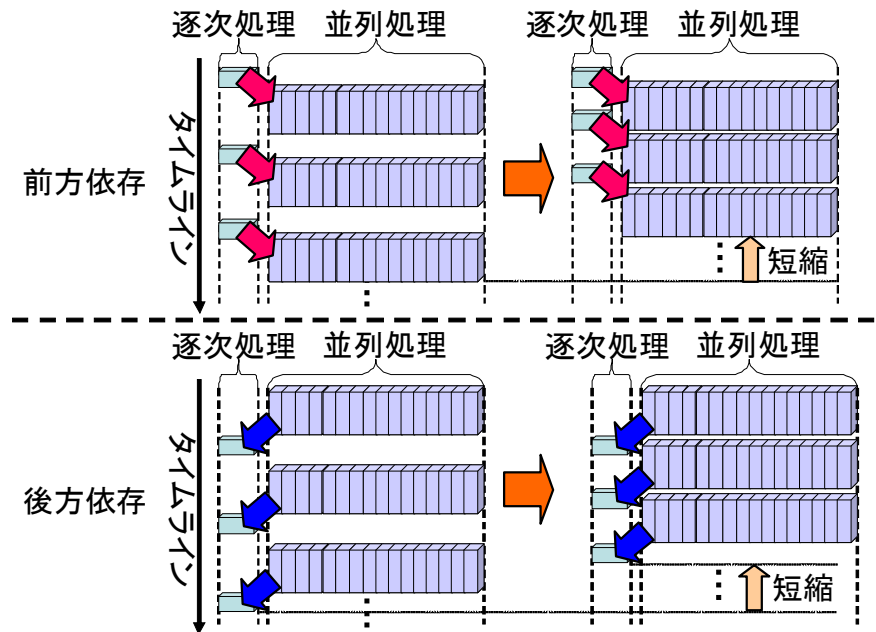 逐次処理 並列処理
逐次処理 並列処理
タイムライン
前方依存
短縮
逐次処理 並列処理
逐次処理 並列処理
タイムライン
後方依存
短縮